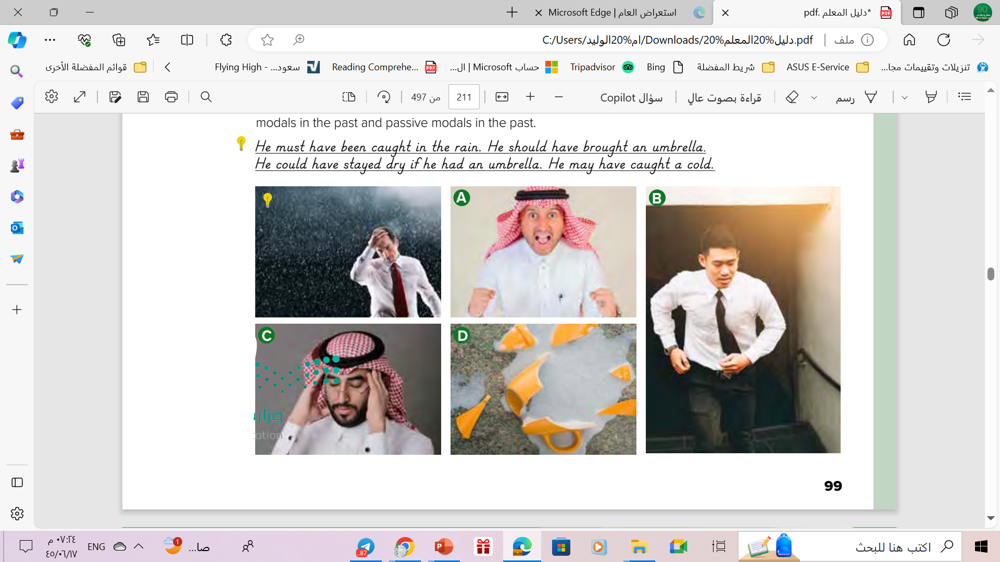 استعراض العام | Microsoft Edge
دليل المعلم .pdf*
C:/Users/ام%20الوليد/Downloads/دليل%20المعلم%20.pdf
ملف
قوائم المفضلة الأخرى
Flying High - ...سعود
Reading Comprehe...
حساب Microsoft | ال...
Tripadvisor
Bing
شريط المفضلة
ASUS E-Service
تنزيلات وتقييمات مجا...
من 497
211
سؤال Copilot
قراءة بصوت عالٍ
رسم
modals in the past and passive modals in the past.
He must have been caught in the rain. He should have brought an umbrella.
He could have stayed dry if he had an umbrella. He may have caught a cold.
A
B
C
D
وزار
ation
99
٠٧:٢٤ م
٤٥/٠٦/١٧
ENG
1
صا...
..87
اكتب هنا للبحث